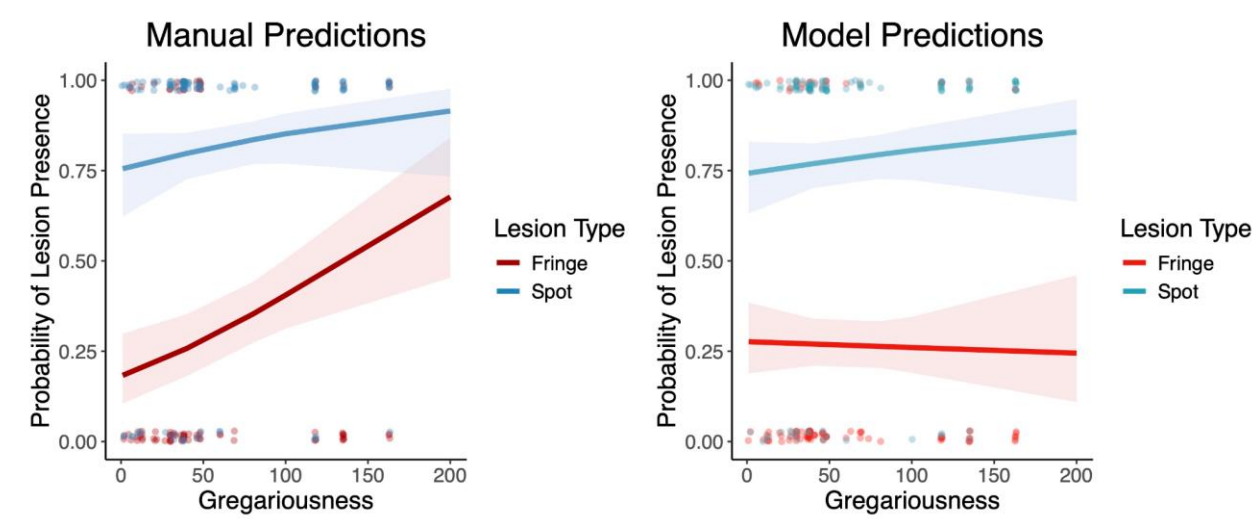 Manual Predictions
Probability of Lesion Presence
1.00
0.75
0.50
0.25
0.00
0 50 100 150 200
Gregariousness
Lesion Type
Fringe
Spot
Model Predictions
Probability of Lesion Presence
1.00
0.75
0.50
0.25
0.00
0 50 100 150 200
Gregariousness
Lesion Type
Fringe
Spot